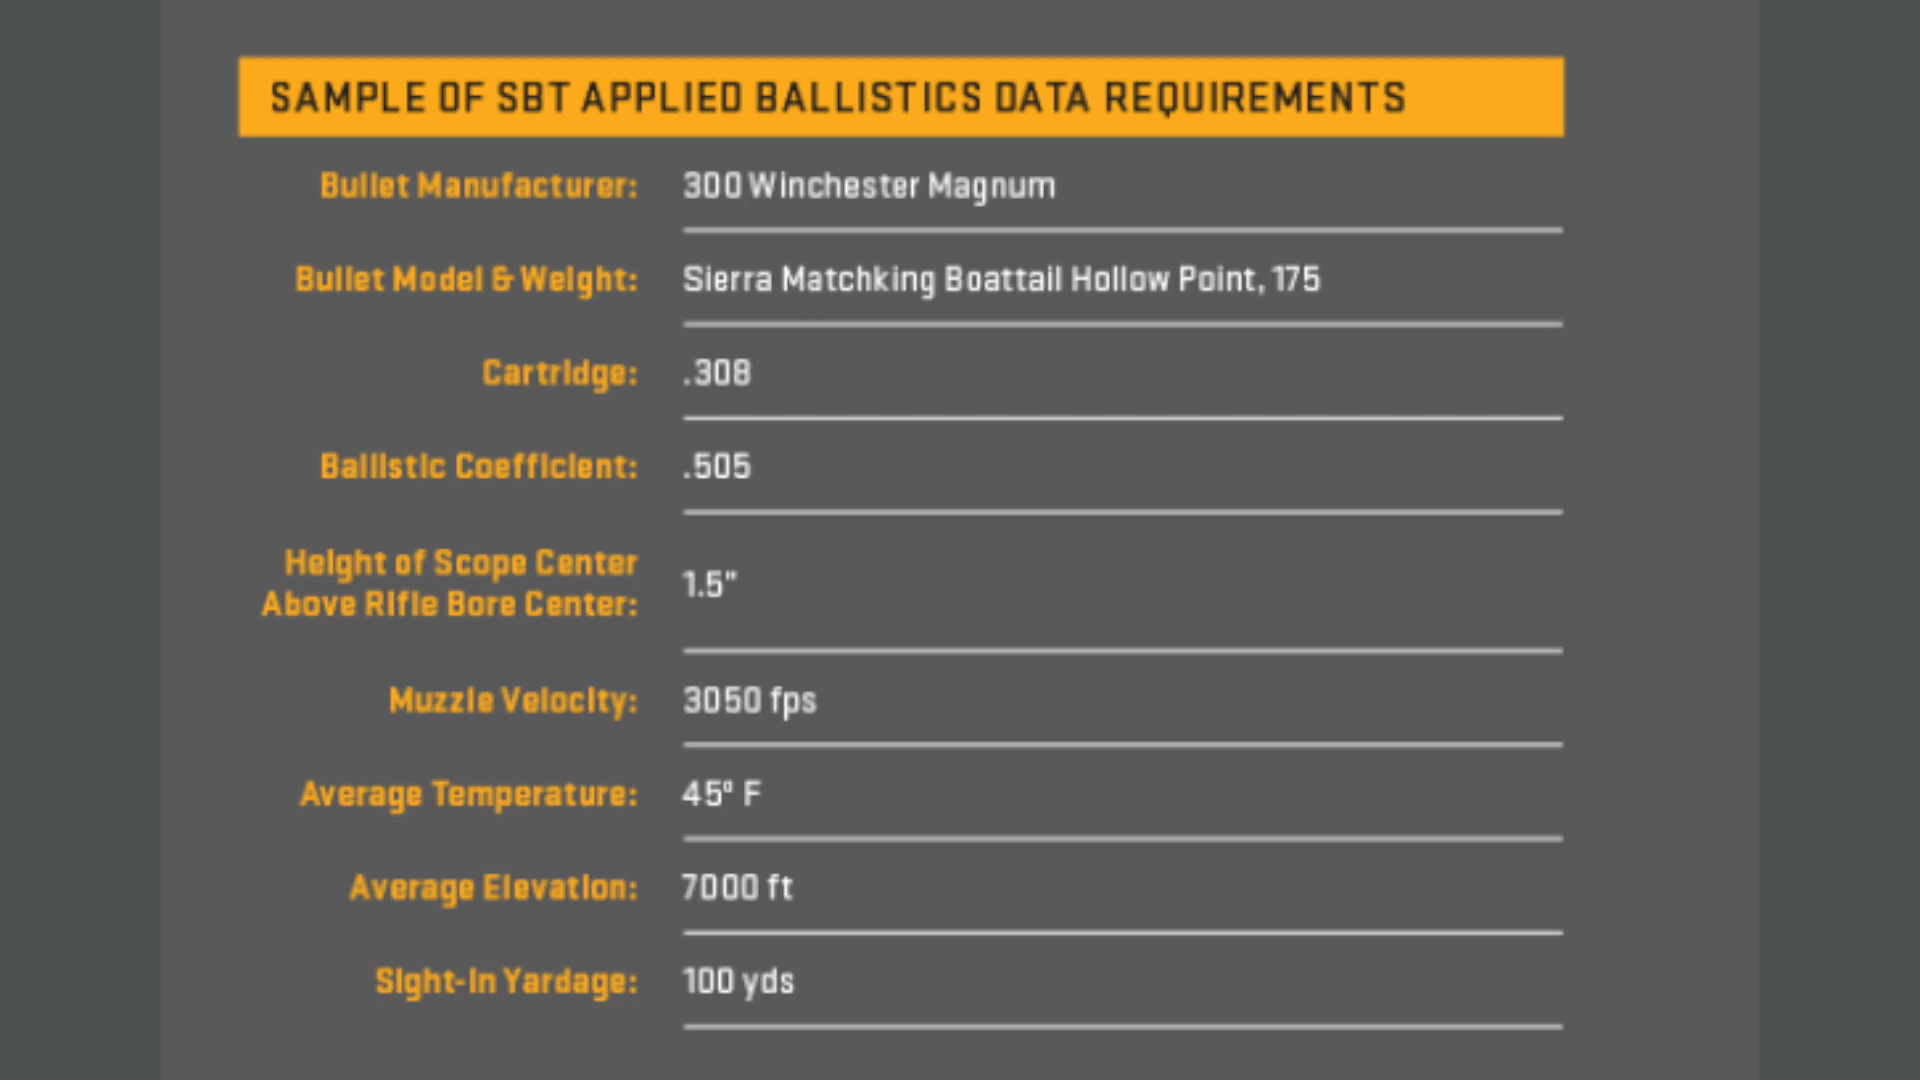 SAMPLE OF SBT APPLIED BALLISTICS DATA REQUIREMENTS
Bullet Manufacturer: 300 Winchester Magnum
Bullet Model & Weight: Sierra Matchking Boattail Hollow Point, 175
Cartridge: .308
Ballistic Coefficient: .505
Height of Scope Center
Above Rifle Bore Center: 1.5"
Muzzle Velocity: 3050 fps
Average Temperature: 45º F
Average Elevation: 7000 ft
Sight-In Yardage: 100 yds